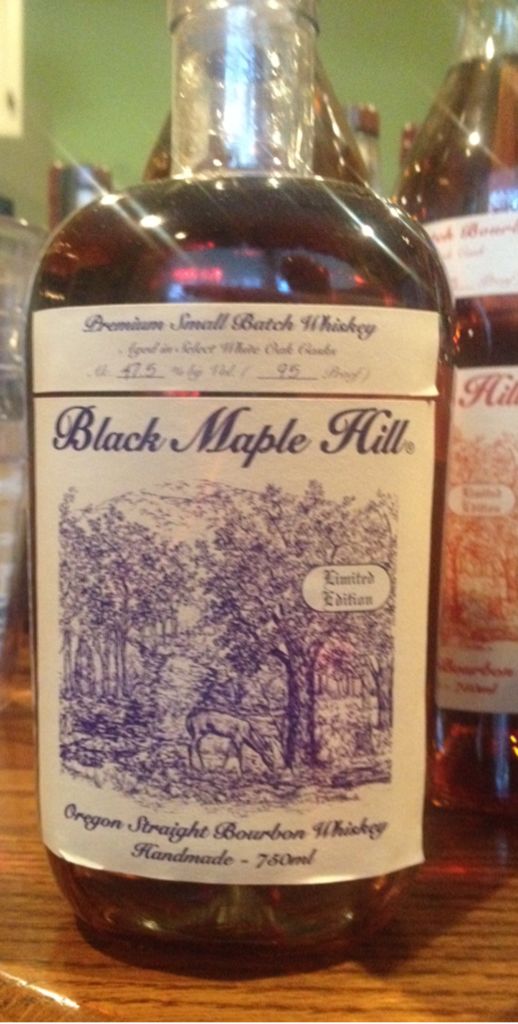 Premium Small Batch Whiskey
Aged in Select White Oak Casks
Alc 47.5 % by Vol. ( 95 Proof)
Black Maple Hill®
Limited
Edition
Oregon Straight Bourbon Whiskey
Handmade - 750ml
Hill
Limited
Edition
Bourbon
750ml